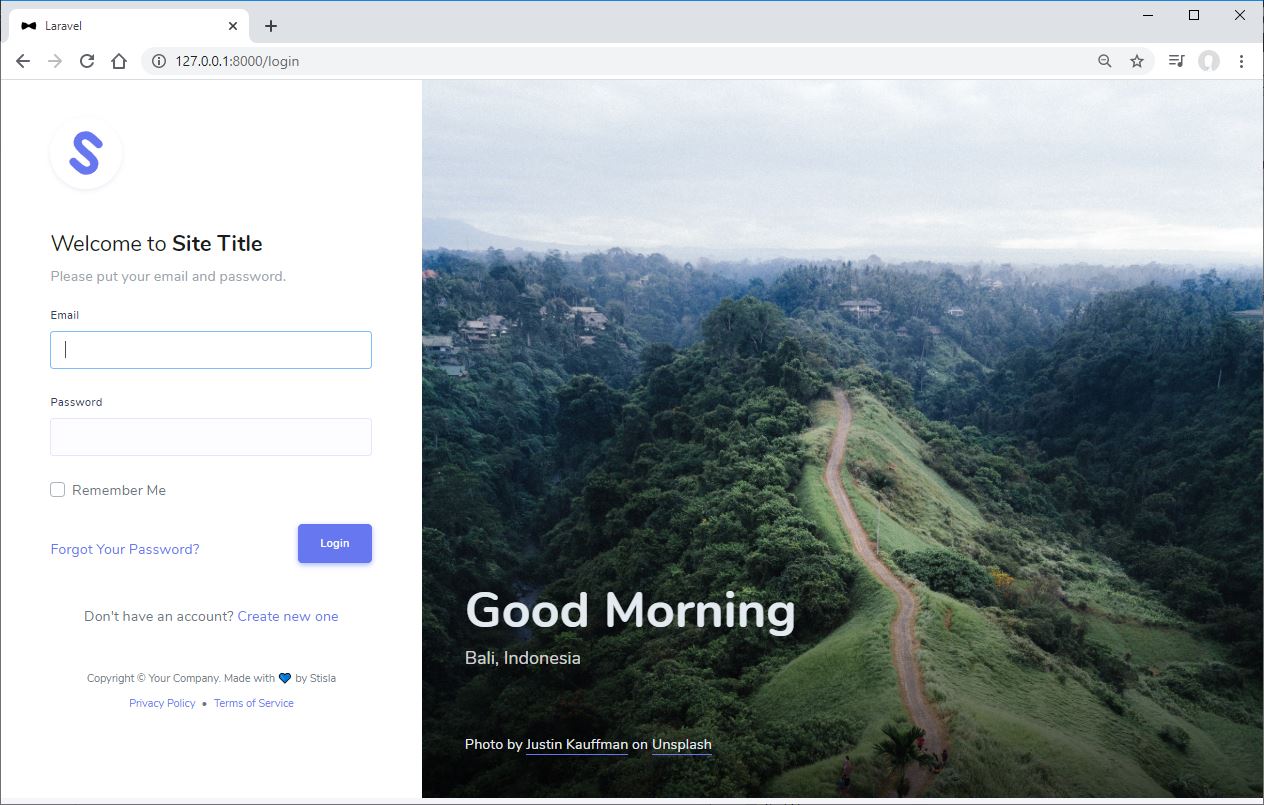 Laravel
127.0.0.1:8000/login
Welcome to Site Title
Please put your email and password.
Email
Password
Remember Me
Forgot Your Password?
Login
Don't have an account? Create new one
Copyright © Your Company. Made with 💙 by Stisla
Privacy Policy • Terms of Service
Good Morning
Bali, Indonesia
Photo by Justin Kauffman on Unsplash